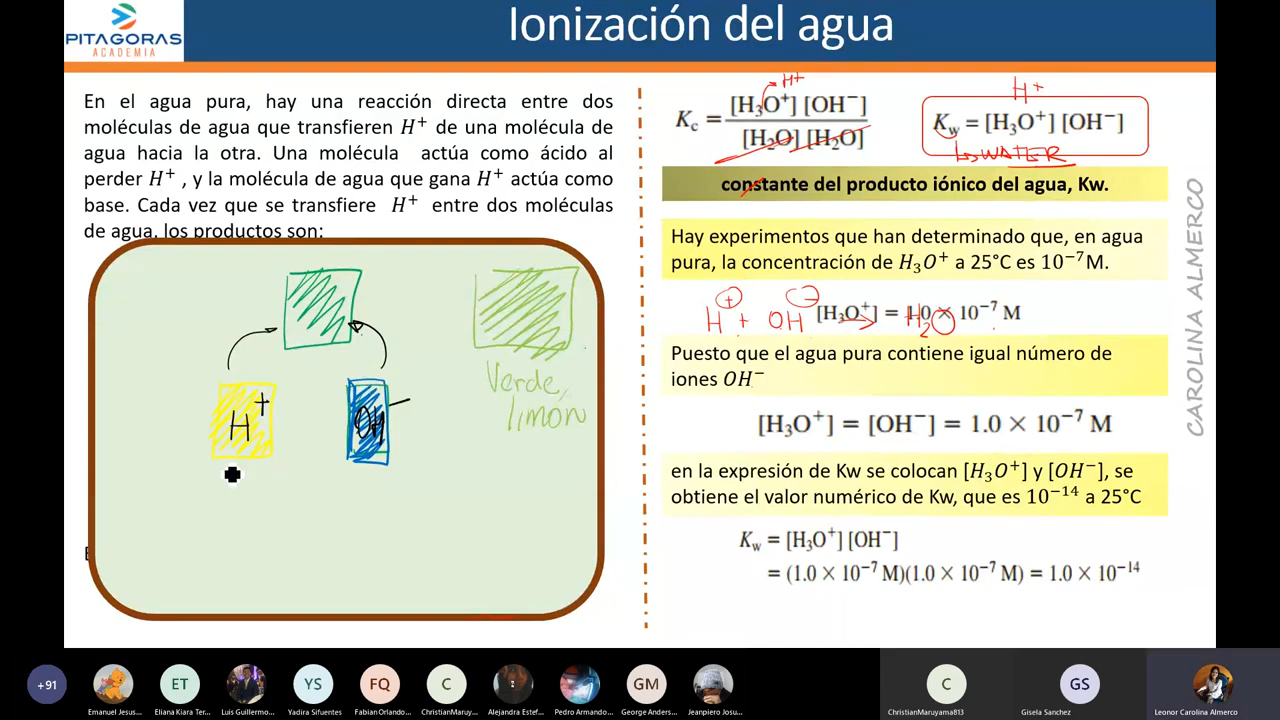 Ionización del agua
PITAGORAS
ACADEMIA
En el agua pura, hay una reacción directa entre dos
moléculas de agua que transfieren H⁺ de una molécula de
agua hacia la otra. Una molécula actúa como ácido al
perder H⁺ , y la molécula de agua que gana H⁺ actúa como
base. Cada vez que se transfiere H⁺ entre dos moléculas
de agua, los productos son:
Verde,
limón
H⁺
OH⁻
H⁺
Kc = [H₃O⁺] [OH⁻] / [H₂O] [H₂O]
H⁺
Kw = [H₃O⁺] [OH⁻]
WATER
constante del producto iónico del agua, Kw.
Hay experimentos que han determinado que, en agua
pura, la concentración de H₃O⁺ a 25°C es 10⁻⁷M.
[H₃O⁺] = 1.0 × 10⁻⁷ M
H⁺ + OH⁻ → H₂O
Puesto que el agua pura contiene igual número de
iones OH⁻
[H₃O⁺] = [OH⁻] = 1.0 × 10⁻⁷ M
en la expresión de Kw se colocan [H₃O⁺] y [OH⁻], se
obtiene el valor numérico de Kw, que es 10⁻¹⁴ a 25°C
Kw = [H₃O⁺] [OH⁻]
= (1.0 × 10⁻⁷ M)(1.0 × 10⁻⁷ M) = 1.0 × 10⁻¹⁴
CAROLINA ALMERCO
+91
ET
YS
FQ
C
GM
C
GS
Emanuel Jesus...
Eliana Kiara Ter...
Luis Guillermo...
Yadira Sifuentes
Fabian Orlando...
ChristianMaruy...
Alejandra Estef...
Pedro Armando...
George Anders...
Jeanpiero Josu...
ChristianMaruyama813
Gisela Sanchez
Leonor Carolina Almerco